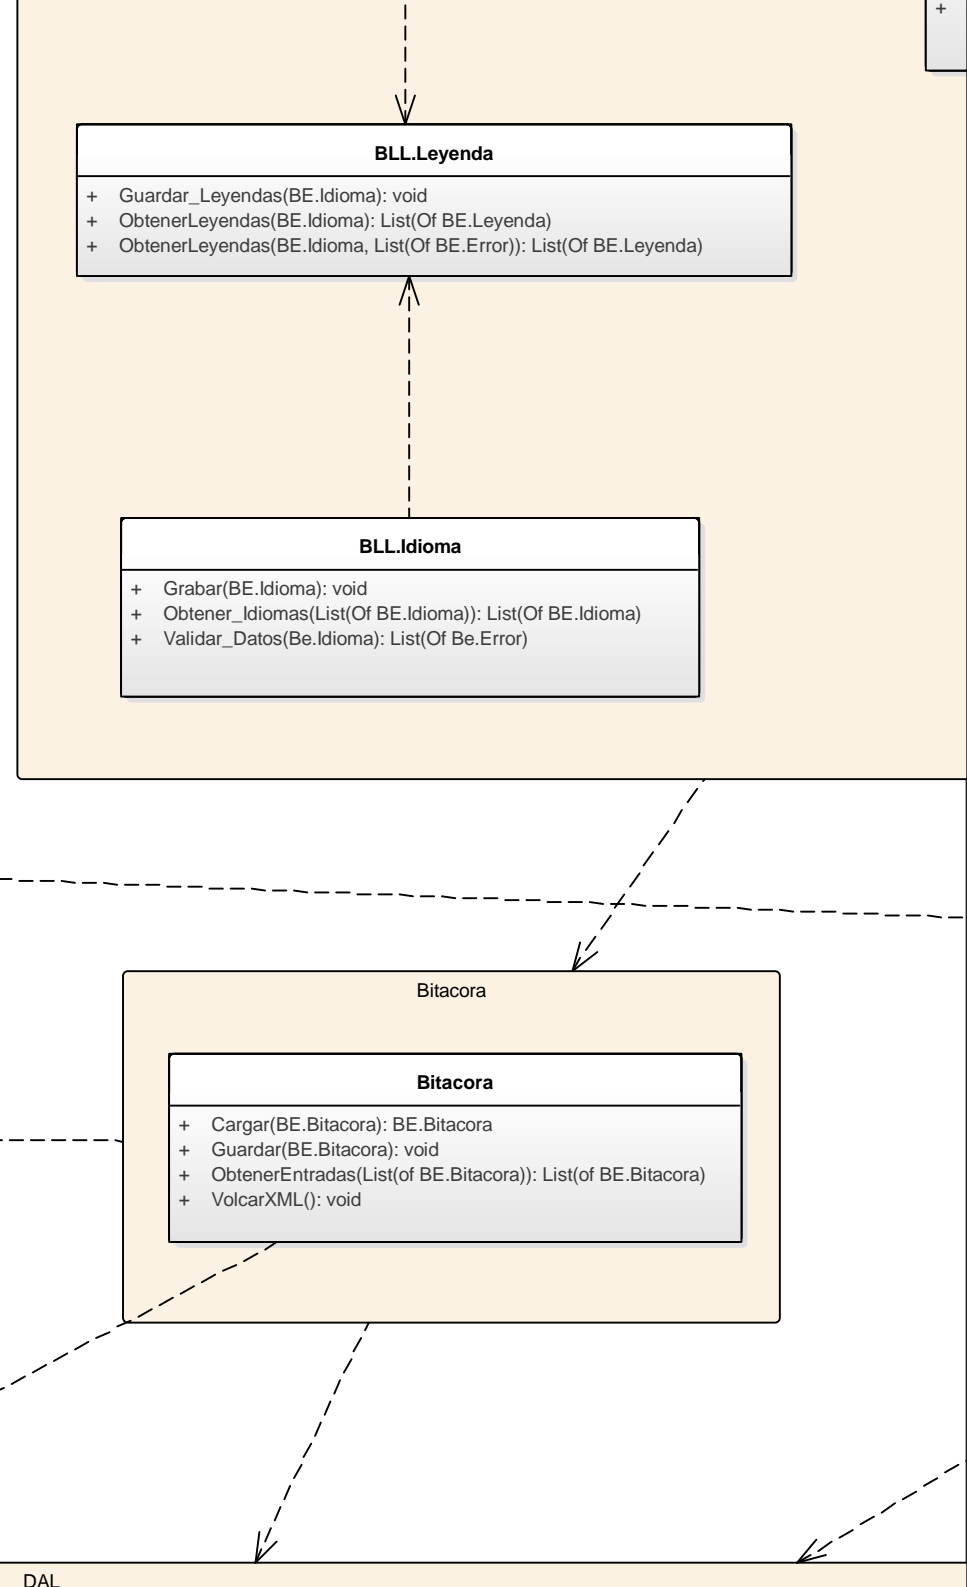 +
BLL.Leyenda
+ Guardar_Leyendas(BE.Idioma): void
+ ObtenerLeyendas(BE.Idioma): List(Of BE.Leyenda)
+ ObtenerLeyendas(BE.Idioma, List(Of BE.Error)): List(Of BE.Leyenda)
BLL.Idioma
+ Grabar(BE.Idioma): void
+ Obtener_Idiomas(List(Of BE.Idioma)): List(Of BE.Idioma)
+ Validar_Datos(Be.Idioma): List(Of Be.Error)
Bitacora
Bitacora
+ Cargar(BE.Bitacora): BE.Bitacora
+ Guardar(BE.Bitacora): void
+ ObtenerEntradas(List(of BE.Bitacora)): List(of BE.Bitacora)
+ VolcarXML(): void
DAL